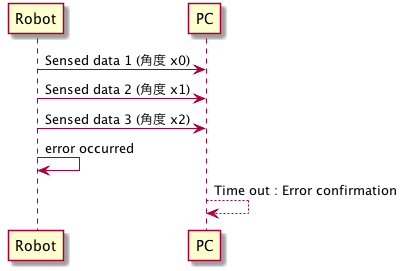 Robot PC
Sensed data 1 (角度 x0)
Sensed data 2 (角度 x1)
Sensed data 3 (角度 x2)
error occurred
Time out : Error confirmation
Robot PC